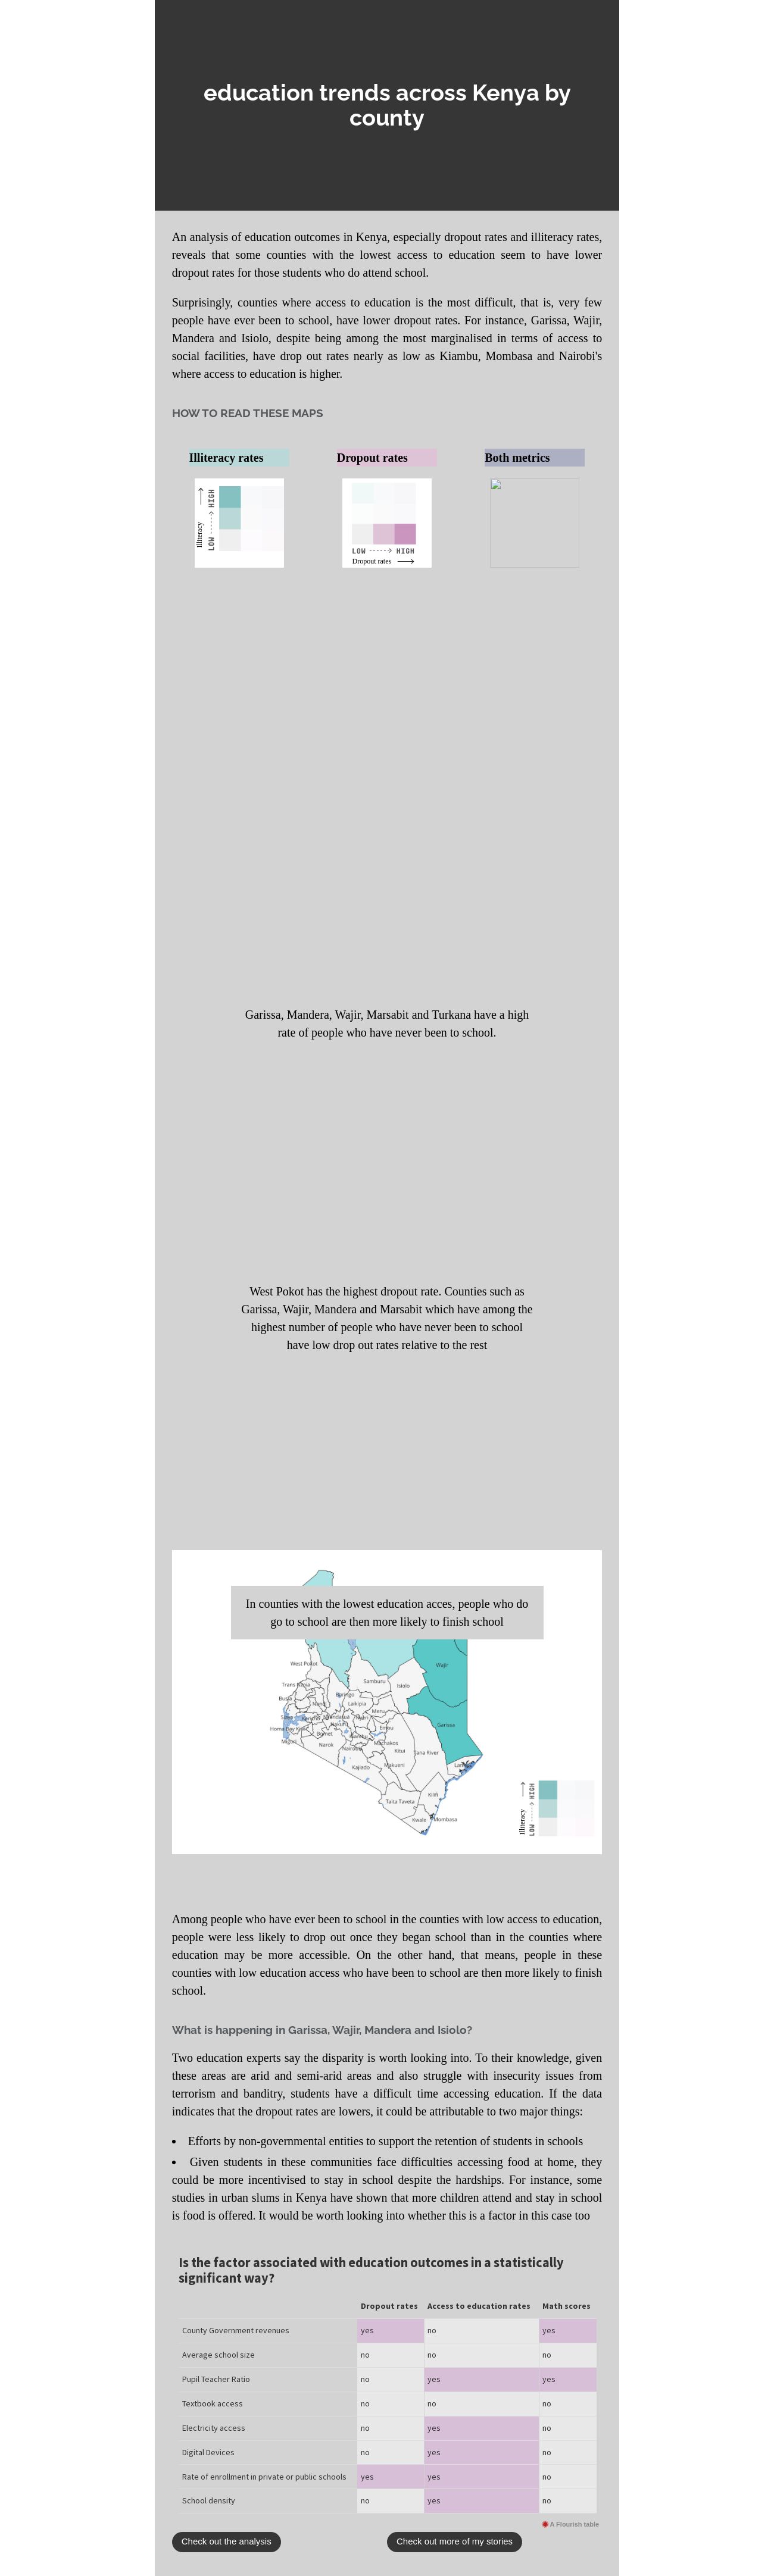 education trends across Kenya by
county
An analysis of education outcomes in Kenya, especially dropout rates and illiteracy rates,
reveals that some counties with the lowest access to education seem to have lower
dropout rates for those students who do attend school.
Surprisingly, counties where access to education is the most difficult, that is, very few
people have ever been to school, have lower dropout rates. For instance, Garissa, Wajir,
Mandera and Isiolo, despite being among the most marginalised in terms of access to
social facilities, have drop out rates nearly as low as Kiambu, Mombasa and Nairobi's
where access to education is higher.
HOW TO READ THESE MAPS
Illiteracy rates
Dropout rates
Both metrics
Illiteracy
LOW HIGH
LOW HIGH
Dropout rates
Garissa, Mandera, Wajir, Marsabit and Turkana have a high
rate of people who have never been to school.
West Pokot has the highest dropout rate. Counties such as
Garissa, Wajir, Mandera and Marsabit which have among the
highest number of people who have never been to school
have low drop out rates relative to the rest
In counties with the lowest education acces, people who do
go to school are then more likely to finish school
West Pokot
Wajir
Samburu
Isiolo
Trans Nzoia
Baringo
Busia
Nandi
Laikipia
Meru
Garissa
Embu
Homa Bay
Bomet
Migori
Narok
Machakos
Nairobi
Kitui
Tana River
Lamu
Kajiado
Makueni
Kilifi
Taita Taveta
Kwale
Mombasa
Illiteracy
LOW HIGH
Among people who have ever been to school in the counties with low access to education,
people were less likely to drop out once they began school than in the counties where
education may be more accessible. On the other hand, that means, people in these
counties with low education access who have been to school are then more likely to finish
school.
What is happening in Garissa, Wajir, Mandera and Isiolo?
Two education experts say the disparity is worth looking into. To their knowledge, given
these areas are arid and semi-arid areas and also struggle with insecurity issues from
terrorism and banditry, students have a difficult time accessing education. If the data
indicates that the dropout rates are lowers, it could be attributable to two major things:
• Efforts by non-governmental entities to support the retention of students in schools
• Given students in these communities face difficulties accessing food at home, they
could be more incentivised to stay in school despite the hardships. For instance, some
studies in urban slums in Kenya have shown that more children attend and stay in school
is food is offered. It would be worth looking into whether this is a factor in this case too
Is the factor associated with education outcomes in a statistically
significant way?
Dropout rates Access to education rates Math scores
County Government revenues yes no yes
Average school size no no no
Pupil Teacher Ratio no yes yes
Textbook access no no no
Electricity access no yes no
Digital Devices no yes no
Rate of enrollment in private or public schools yes yes no
School density no yes no
A Flourish table
Check out the analysis
Check out more of my stories